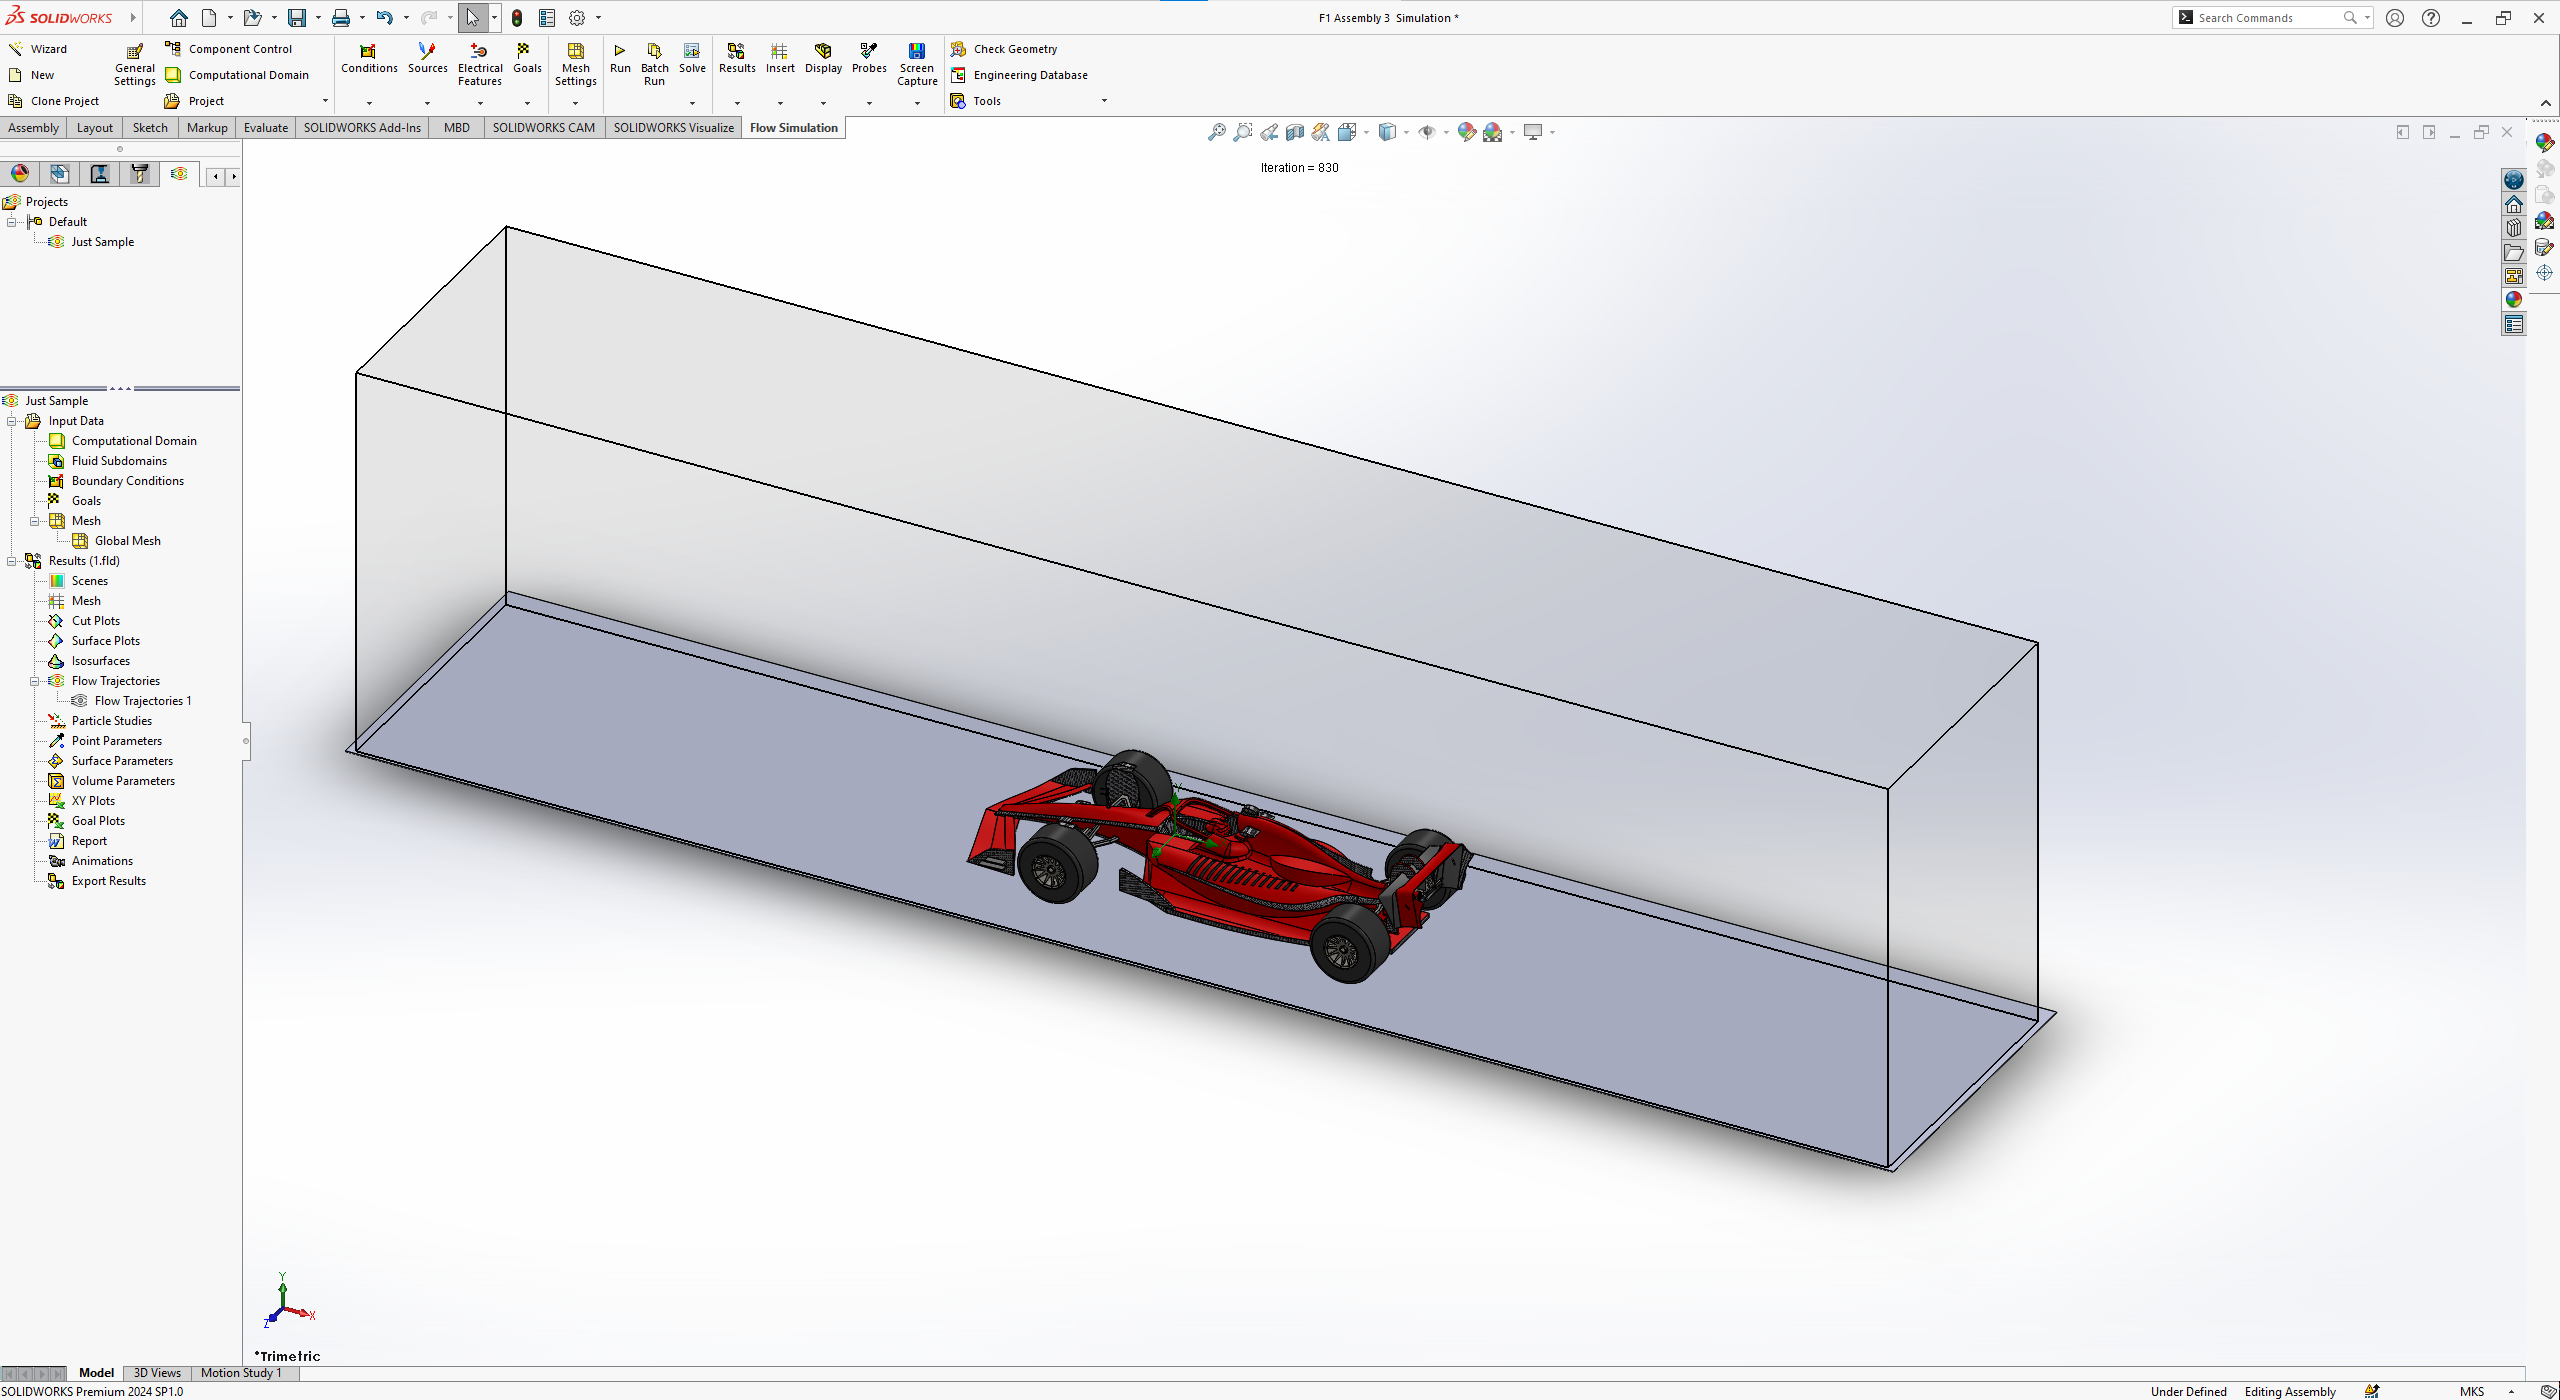 SOLIDWORKS
F1 Assembly 3 Simulation *
Search Commands
Wizard
New
Clone Project
General Settings
Component Control
Computational Domain
Project
Conditions
Sources
Electrical Features
Goals
Mesh Settings
Run
Batch Run
Solve
Results
Insert
Display
Probes
Screen Capture
Check Geometry
Engineering Database
Tools
Assembly
Layout
Sketch
Markup
Evaluate
SOLIDWORKS Add-Ins
MBD
SOLIDWORKS CAM
SOLIDWORKS Visualize
Flow Simulation
Iteration = 830
Projects
Default
Just Sample
Just Sample
Input Data
Computational Domain
Fluid Subdomains
Boundary Conditions
Goals
Mesh
Global Mesh
Results (1.fld)
Scenes
Mesh
Cut Plots
Surface Plots
Isosurfaces
Flow Trajectories
Flow Trajectories 1
Particle Studies
Point Parameters
Surface Parameters
Volume Parameters
XY Plots
Goal Plots
Report
Animations
Export Results
Y
X
Z
*Trimetric
Model
3D Views
Motion Study 1
SOLIDWORKS Premium 2024 SP1.0
Under Defined
Editing Assembly
MKS